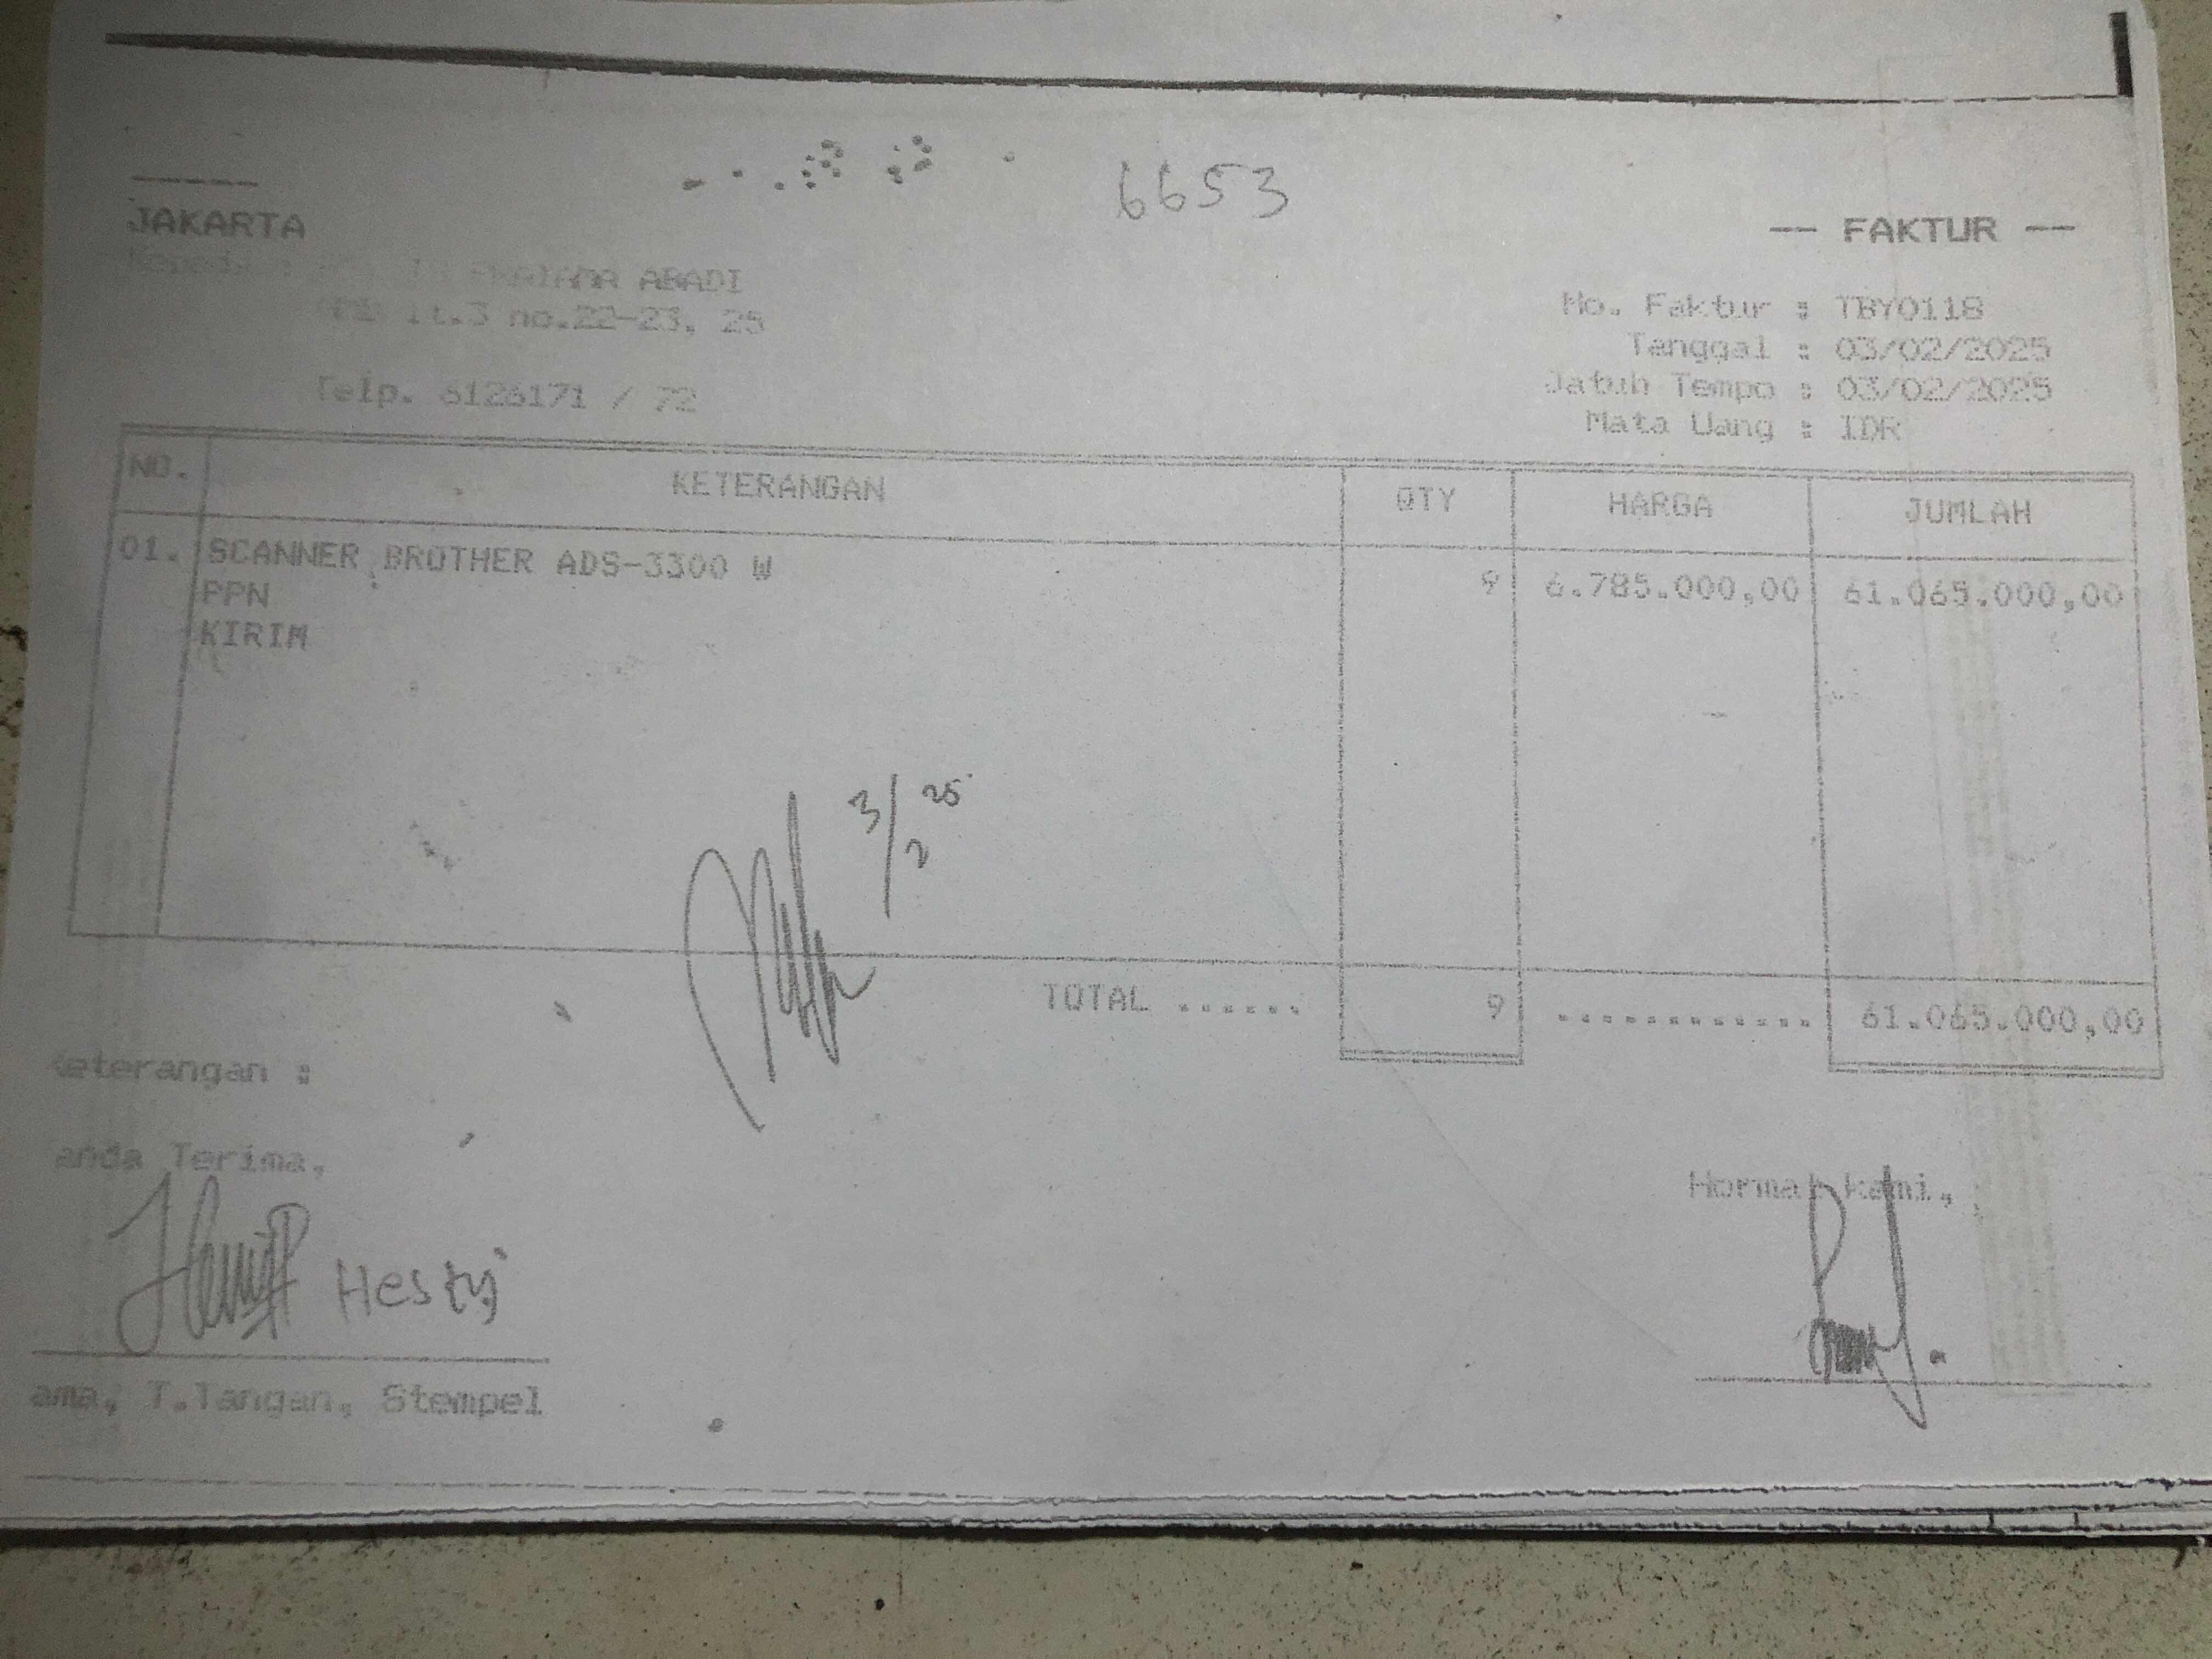 6653
JAKARTA
-- FAKTUR --
ABADI
lt.3 no.22-23, 25
No. Faktur : TBY0118
Tanggal : 03/02/2025
Telp. 6126171 / 72
Jatuh Tempo : 03/02/2025
Mata Uang : IDR
NO. KETERANGAN QTY HARGA JUMLAH
01. SCANNER BROTHER ADS-3300 W 9 6.785.000,00 61.065.000,00
PPN
KIRIM
3/2 25
TOTAL ...... 9 ............. 61.065.000,00
eterangan :
anda Terima,
Hormat kami,
Hesty
ama, T.Tangan, Stempel